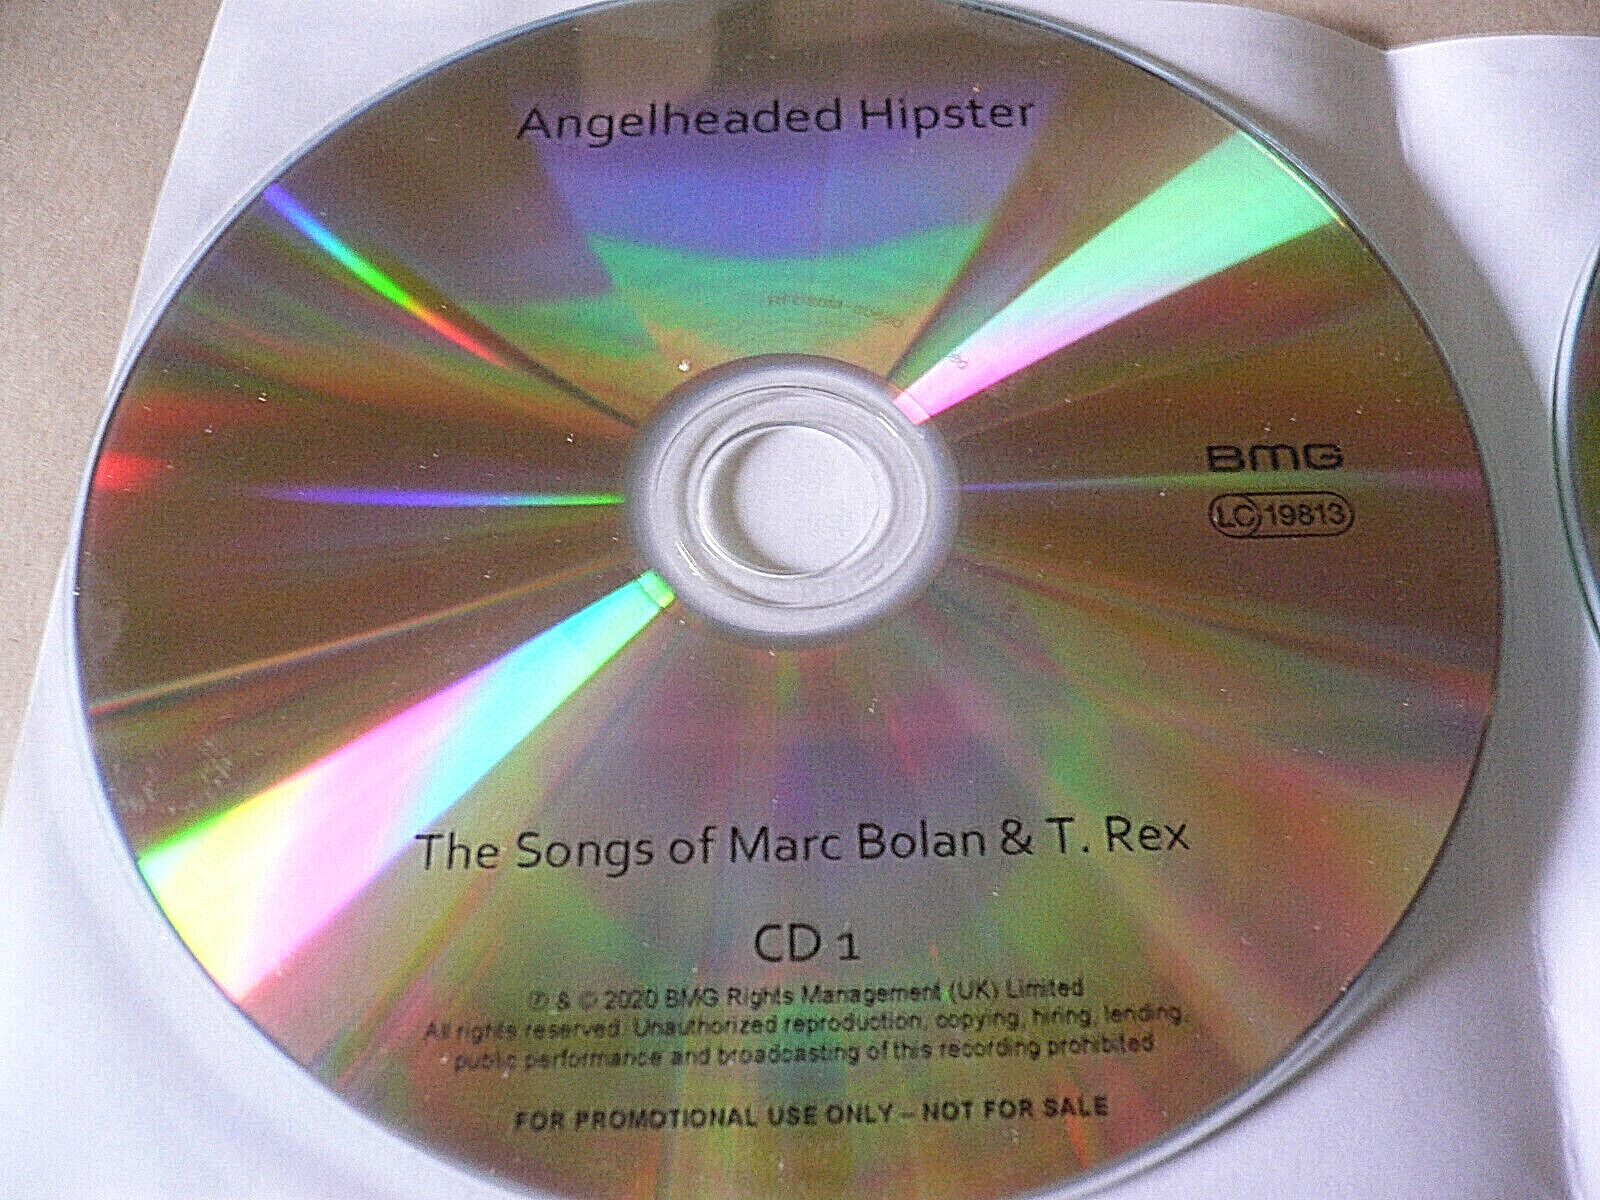 Angelheaded Hipster
BMG
LC 19813
The Songs of Marc Bolan & T. Rex
CD 1
℗ & © 2020 BMG Rights Management (UK) Limited
All rights reserved. Unauthorized reproduction, copying, hiring, lending,
public performance and broadcasting of this recording prohibited
FOR PROMOTIONAL USE ONLY – NOT FOR SALE